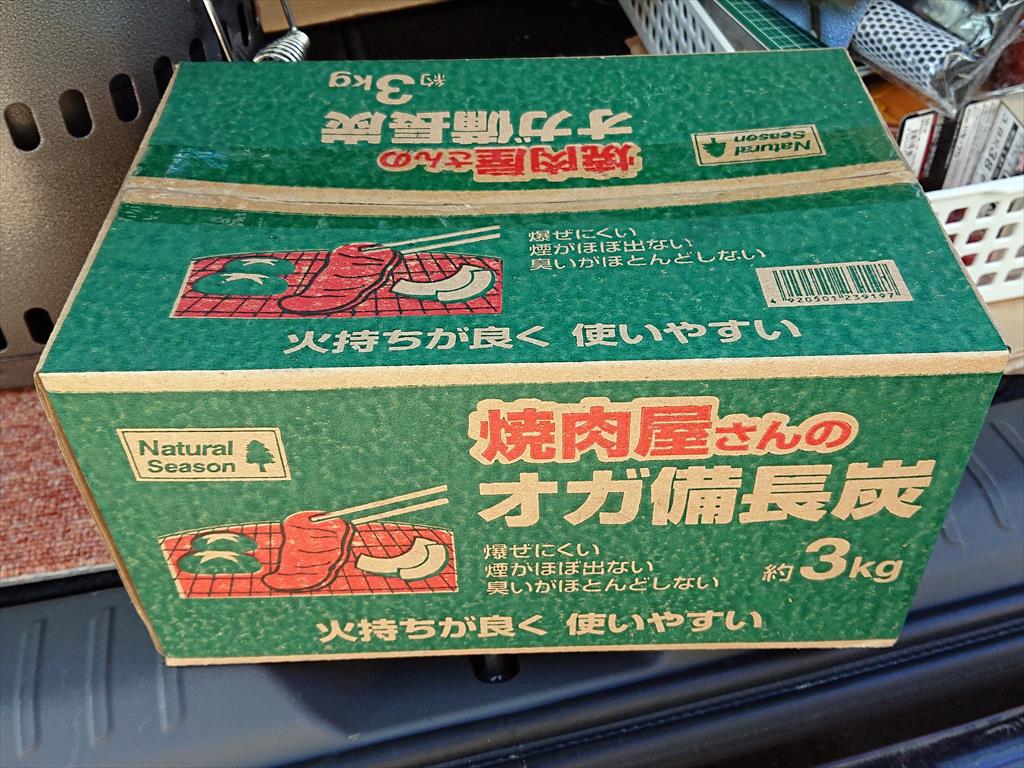 約3kg
オガ備長炭
焼肉屋さんの
Natural
Season
爆ぜにくい
煙がほぼ出ない
臭いがほとんどしない
4 920501 239197
火持ちが良く 使いやすい
Natural
Season
焼肉屋さんの
オガ備長炭
爆ぜにくい
煙がほぼ出ない
臭いがほとんどしない
約3kg
火持ちが良く 使いやすい